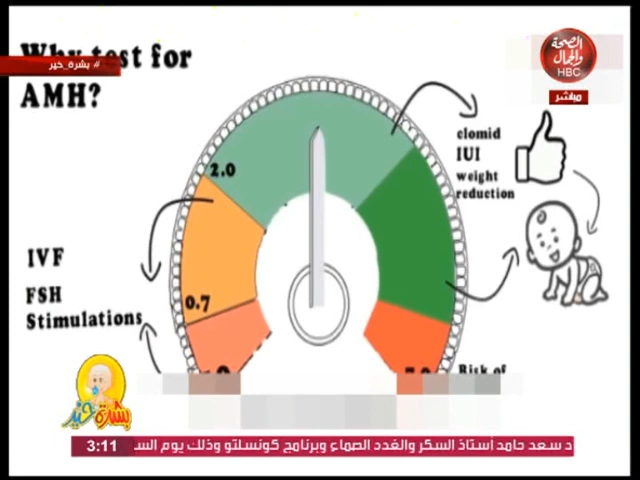 Why test for
AMH?
# بشرة_خير
الصحة
والجمال
HBC
مباشر
clomid
IUI
weight
reduction
2.0
IVF
FSH
Stimulations
0.7
Risk of
بشرة خير
3:11
د سعد حامد استاذ السكر والغدد الصماء وبرنامج كونسلتو وذلك يوم السـ